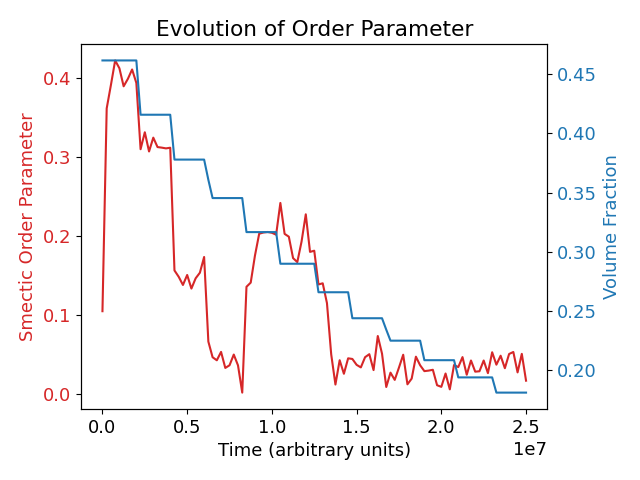 Evolution of Order Parameter
Smectic Order Parameter
0.4
0.3
0.2
0.1
0.0
0.45
0.40
0.35
0.30
0.25
0.20
Volume Fraction
0.0 0.5 1.0 1.5 2.0 2.5
1e7
Time (arbitrary units)